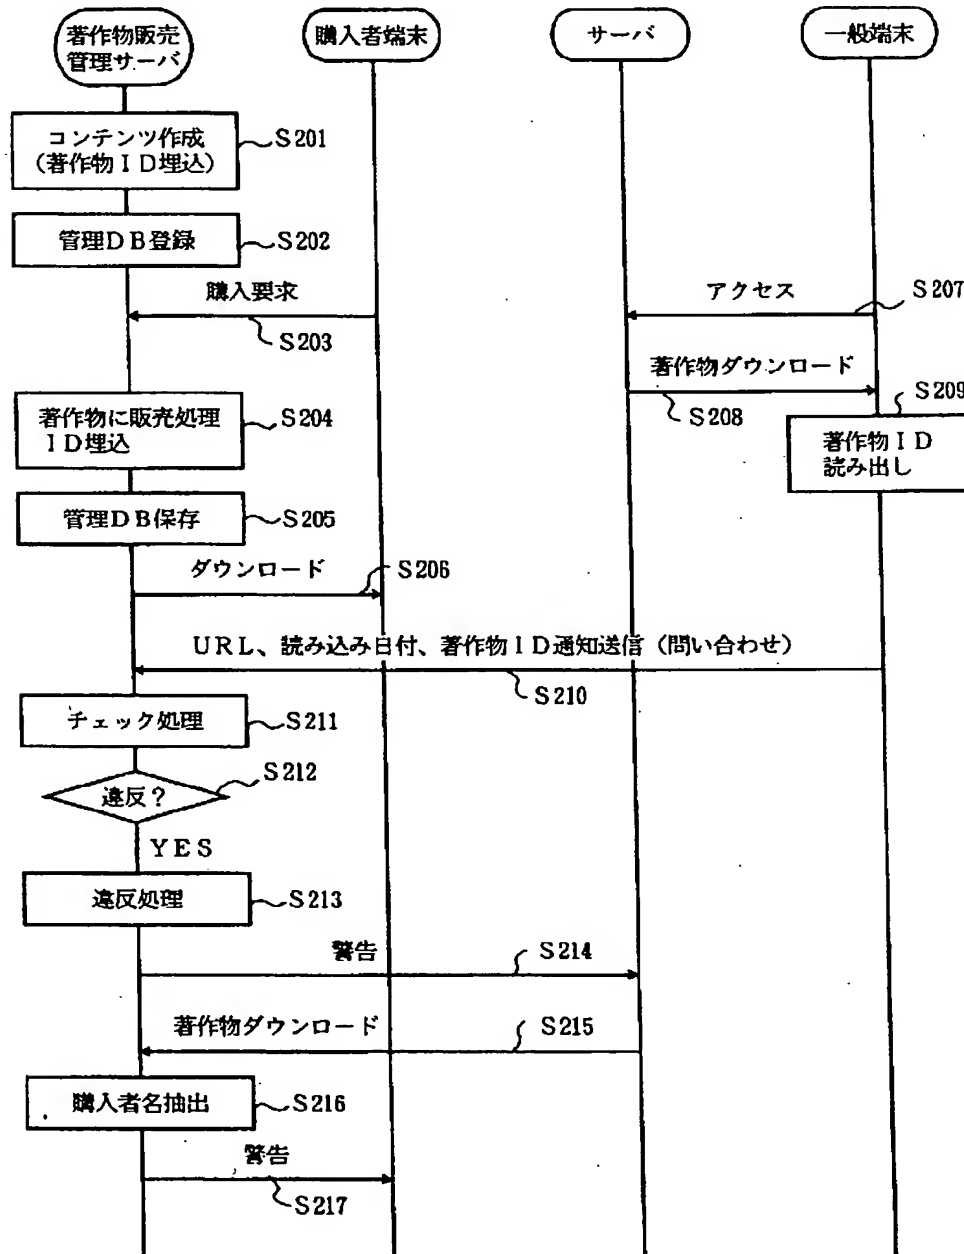 著作物販売
管理サーバ
購入者端末
サーバ
一般端末
コンテンツ作成
(著作物ID埋込)
S201
管理DB登録
S202
購入要求
S203
アクセス
S207
著作物ダウンロード
S208
著作物に販売処理
ID埋込
S204
S209
著作物ID
読み出し
管理DB保存
S205
ダウンロード
S206
URL、読み込み日付、著作物ID通知送信(問い合わせ)
S210
チェック処理
S211
違反?
S212
YES
違反処理
S213
警告
S214
著作物ダウンロード
S215
購入者名抽出
S216
警告
S217